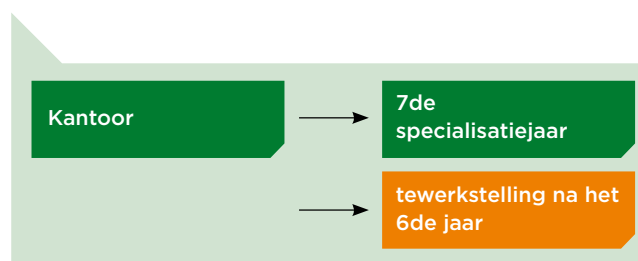 Kantoor
7de
specialisatiejaar
tewerkstelling na het
6de jaar